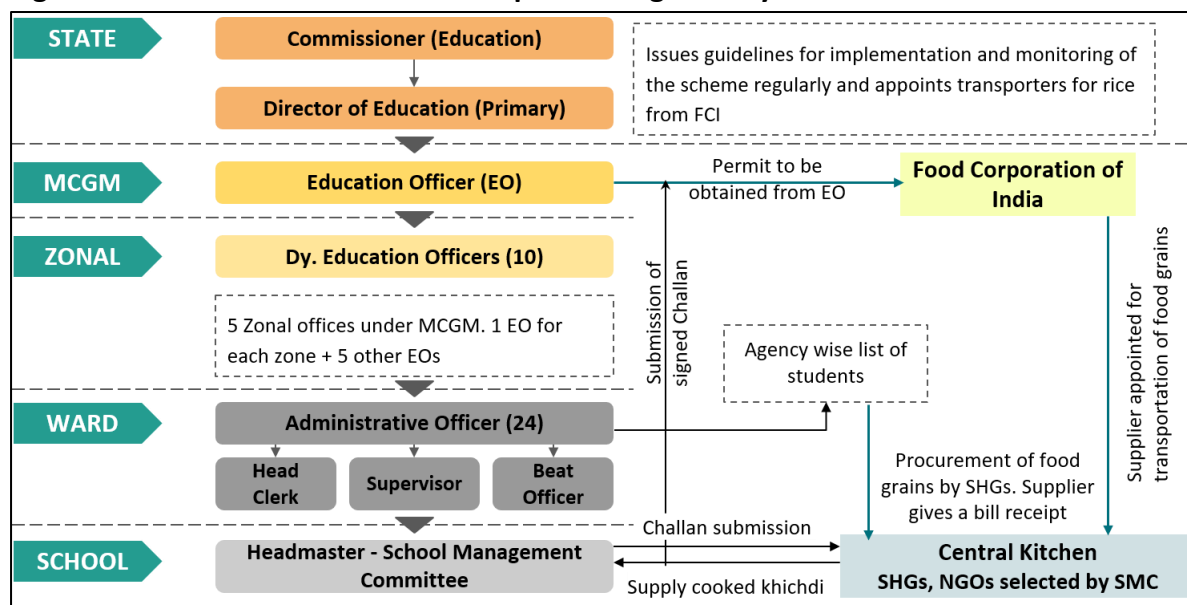 STATE
Commissioner (Education)
Director of Education (Primary)
Issues guidelines for implementation and monitoring of
the scheme regularly and appoints transporters for rice
from FCI
MCGM
Education Officer (EO)
Permit to be
obtained from EO
Food Corporation of
India
ZONAL
Dy. Education Officers (10)
5 Zonal offices under MCGM. 1 EO for
each zone + 5 other EOs
Submission of
signed Challan
Agency wise list of
students
Supplier appointed for
transportation of food grains
WARD
Administrative Officer (24)
Head
Clerk
Supervisor
Beat
Officer
Procurement of food
grains by SHGs. Supplier
gives a bill receipt
SCHOOL
Headmaster - School Management
Committee
Challan submission
Supply cooked khichdi
Central Kitchen
SHGs, NGOs selected by SMC